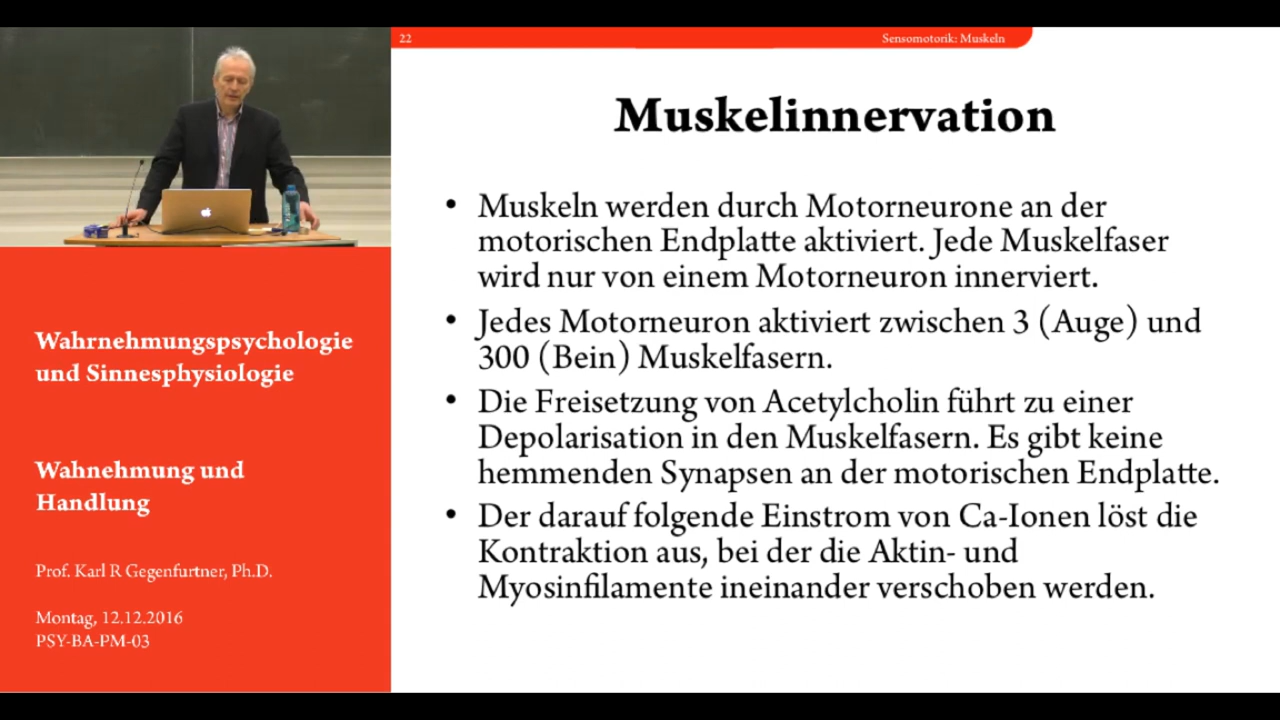 22
Sensomotorik: Muskeln
Muskelinnervation
• Muskeln werden durch Motorneurone an der
motorischen Endplatte aktiviert. Jede Muskelfaser
wird nur von einem Motorneuron innerviert.
• Jedes Motorneuron aktiviert zwischen 3 (Auge) und
300 (Bein) Muskelfasern.
• Die Freisetzung von Acetylcholin führt zu einer
Depolarisation in den Muskelfasern. Es gibt keine
hemmenden Synapsen an der motorischen Endplatte.
• Der darauf folgende Einstrom von Ca-Ionen löst die
Kontraktion aus, bei der die Aktin- und
Myosinfilamente ineinander verschoben werden.
Wahrnehmungspsychologie
und Sinnesphysiologie
Wahnehmung und
Handlung
Prof. Karl R Gegenfurtner, Ph.D.
Montag, 12.12.2016
PSY-BA-PM-03